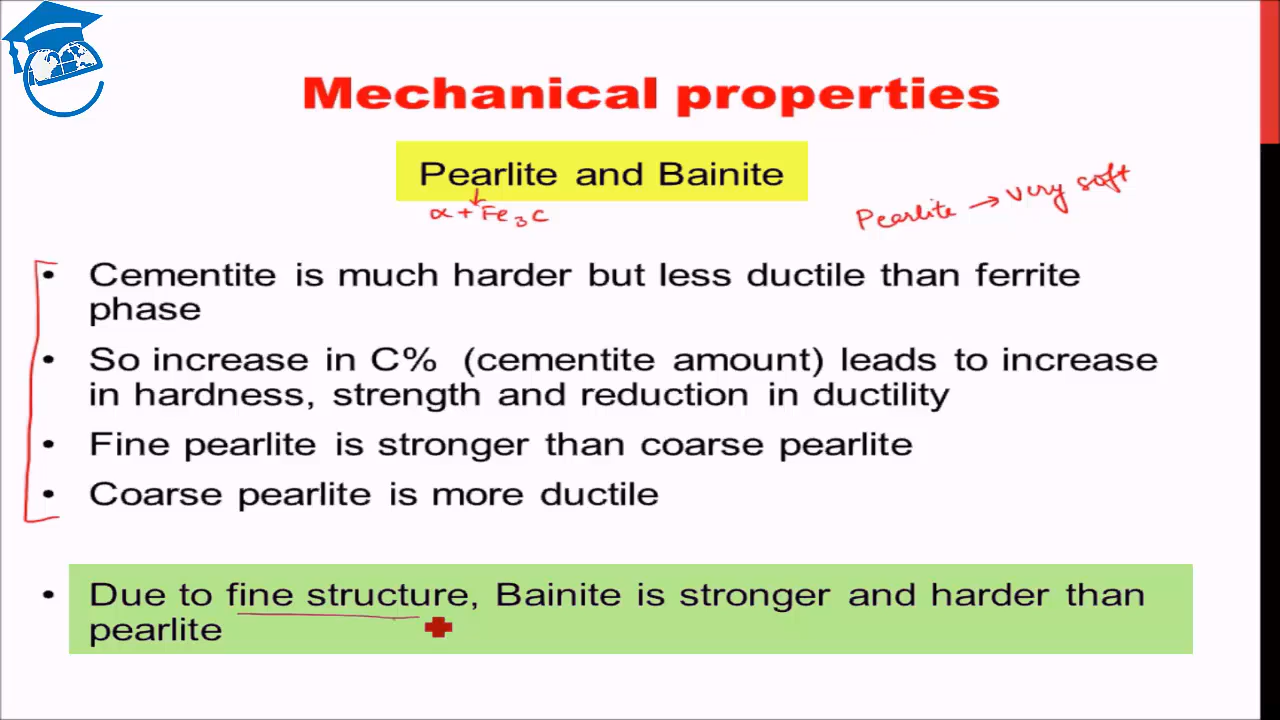 Mechanical properties
Pearlite and Bainite
α + Fe₃C
Pearlite → very soft
• Cementite is much harder but less ductile than ferrite
phase
• So increase in C% (cementite amount) leads to increase
in hardness, strength and reduction in ductility
• Fine pearlite is stronger than coarse pearlite
• Coarse pearlite is more ductile
• Due to fine structure, Bainite is stronger and harder than
pearlite